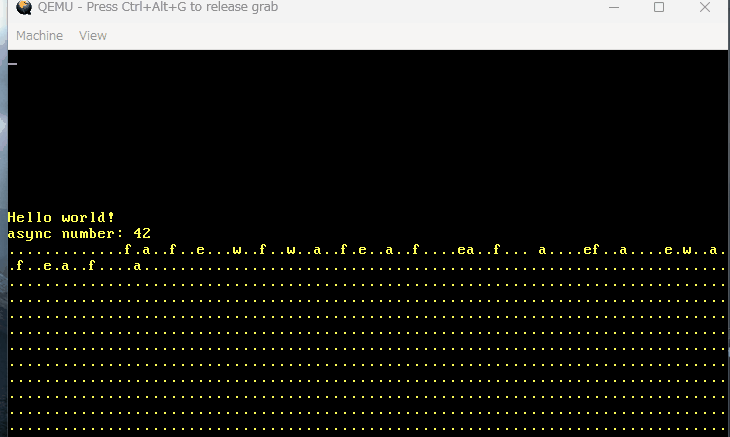 Hello world!
async number: 42
.............f.a..f..e...w..f..w..a..f.e..a..f....ea..f... a....ef..a....e.w..a.
.f..e.a..f....a.................................................................
................................................................................
................................................................................
................................................................................
................................................................................
................................................................................
................................................................................
................................................................................
................................................................................
................................................................................
................................................................................
QEMU - Press Ctrl+Alt+G to release grab
Machine View